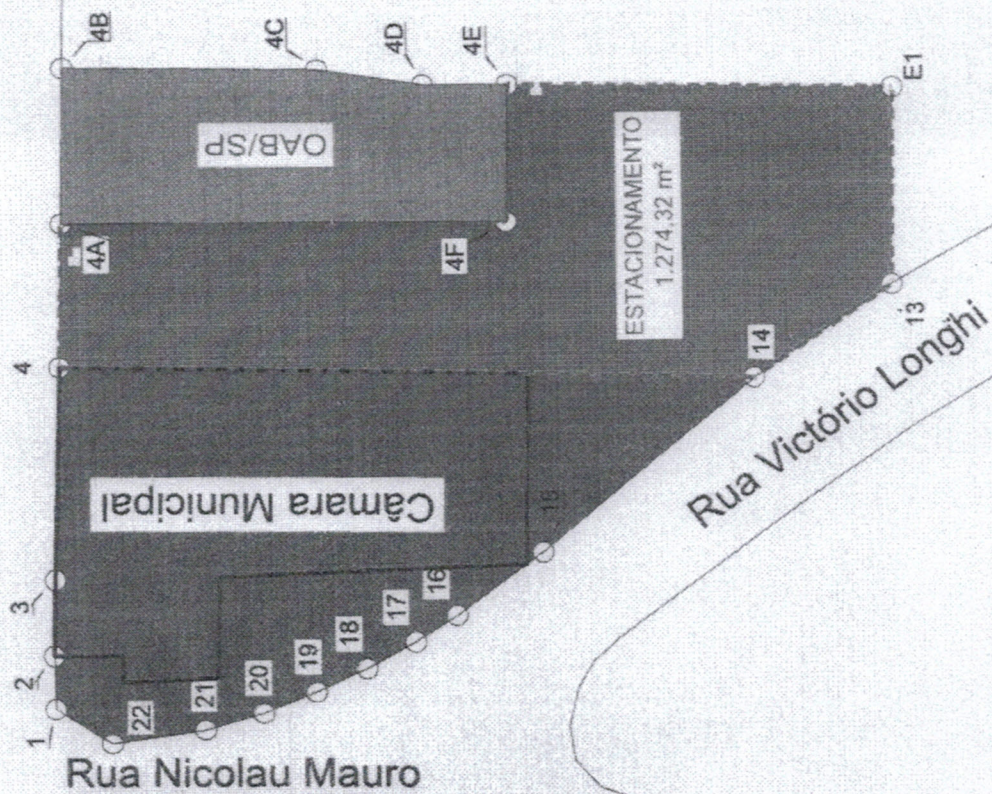 1
2
3
4
4B
4C
4D
4E
4A
4F
E1
OAB/SP
ESTACIONAMENTO
1.274,32 m²
Câmara Municipal
13
14
15
16
17
18
19
20
21
22
Rua Victório Longhi
Rua Nicolau Mauro